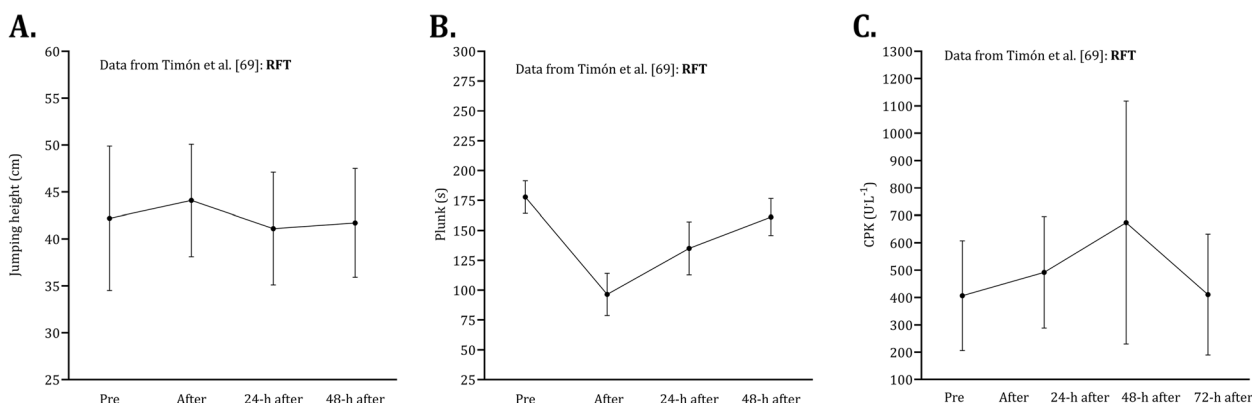 A.
Data from Timón et al. [69]: RFT
Jumping height (cm)
60
55
50
45
40
35
30
25
Pre After 24-h after 48-h after
B.
Data from Timón et al. [69]: RFT
Plunk (s)
300
275
250
225
200
175
150
125
100
75
50
25
Pre After 24-h after 48-h after
C.
Data from Timón et al. [69]: RFT
CPK (U·L⁻¹)
1300
1200
1100
1000
900
800
700
600
500
400
300
200
100
Pre After 24-h after 48-h after 72-h after